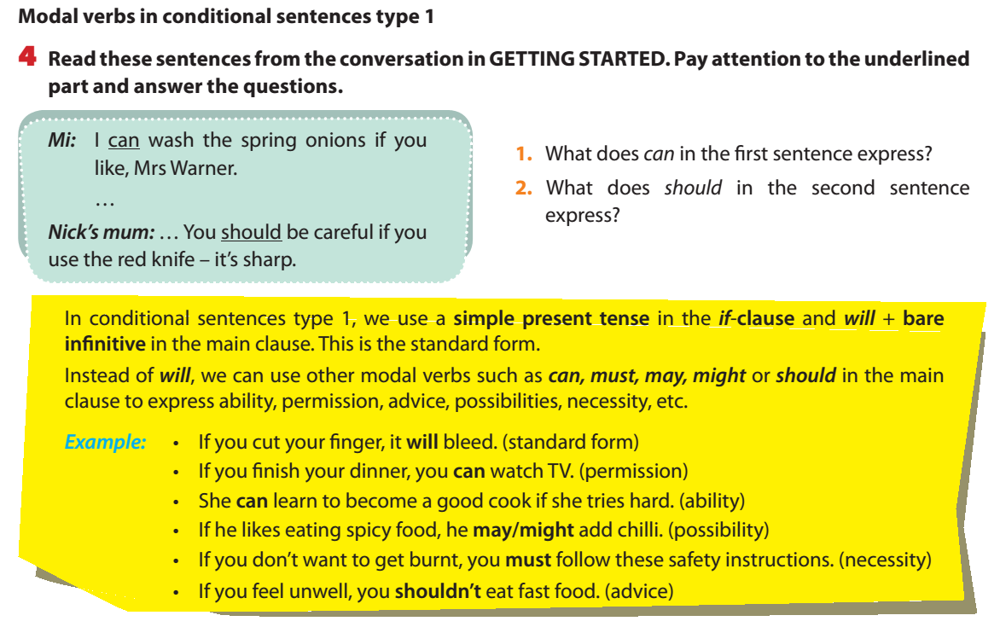 Modal verbs in conditional sentences type 1
4 Read these sentences from the conversation in GETTING STARTED. Pay attention to the underlined
part and answer the questions.
Mi: I can wash the spring onions if you
like, Mrs Warner.
…
Nick’s mum: … You should be careful if you
use the red knife – it’s sharp.
1. What does can in the first sentence express?
2. What does should in the second sentence
express?
In conditional sentences type 1, we use a simple present tense in the if-clause and will + bare
infinitive in the main clause. This is the standard form.
Instead of will, we can use other modal verbs such as can, must, may, might or should in the main
clause to express ability, permission, advice, possibilities, necessity, etc.
Example: • If you cut your finger, it will bleed. (standard form)
• If you finish your dinner, you can watch TV. (permission)
• She can learn to become a good cook if she tries hard. (ability)
• If he likes eating spicy food, he may/might add chilli. (possibility)
• If you don’t want to get burnt, you must follow these safety instructions. (necessity)
• If you feel unwell, you shouldn’t eat fast food. (advice)